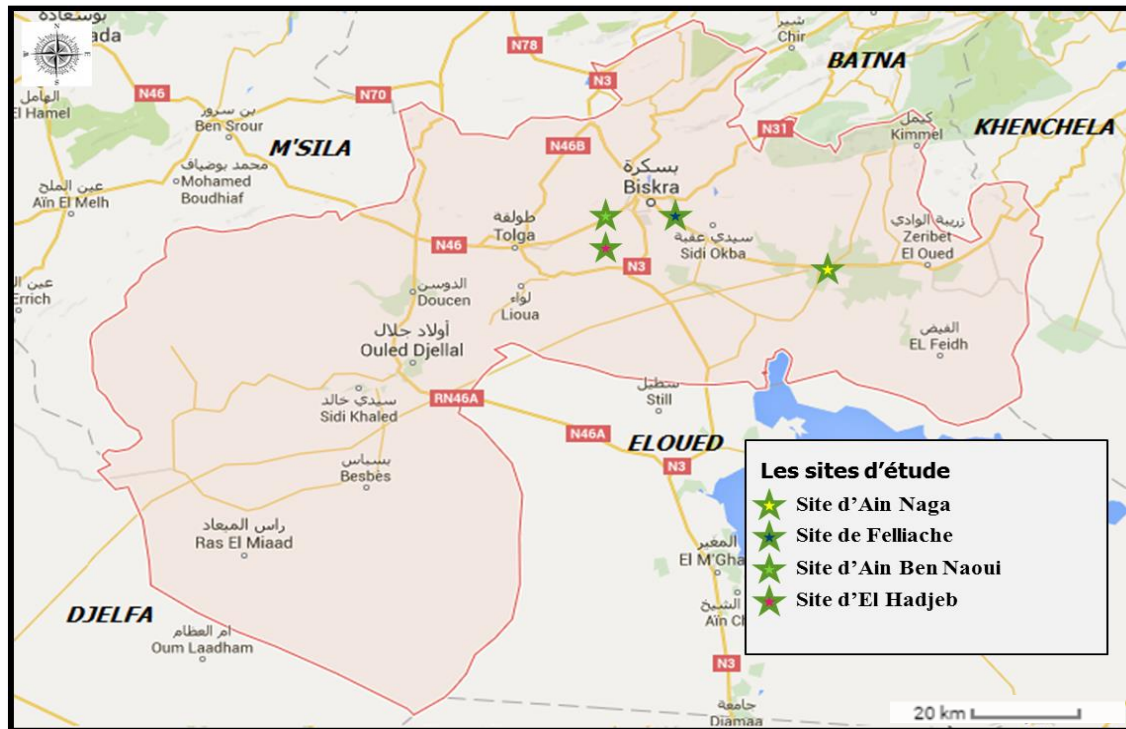 بوسعادة
ada
N78
شير
Chir
BATNA
N3
الهامل
El Hamel
N46
N70
بن سرور
Ben Srour
M'SILA
N46B
N31
كيمل
Kimmel
KHENCHELA
محمد بوضياف
Mohamed
Boudhiaf
عين الملح
Aïn El Melh
بسكرة
Biskra
طولقة
Tolga
N46
سيدي عقبة
Sidi Okba
زريبة الوادي
Zeribet
El Oued
N3
Errich
الدوسن
Doucen
لواء
Lioua
أولاد جلال
Ouled Djellal
الفيض
EL Feidh
سيدي خالد
Sidi Khaled
RN46A
سطيل
Still
N46A
ELOUED
N3
بسباس
Besbes
راس الميعاد
Ras El Miaad
المغير
El M'Gha
الشيخ
Aïn Ch
DJELFA
ام العظام
Oum Laadham
N3
جامعة
Djamaa
Les sites d'étude
Site d'Ain Naga
Site de Felliache
Site d'Ain Ben Naoui
Site d'El Hadjeb
20 km